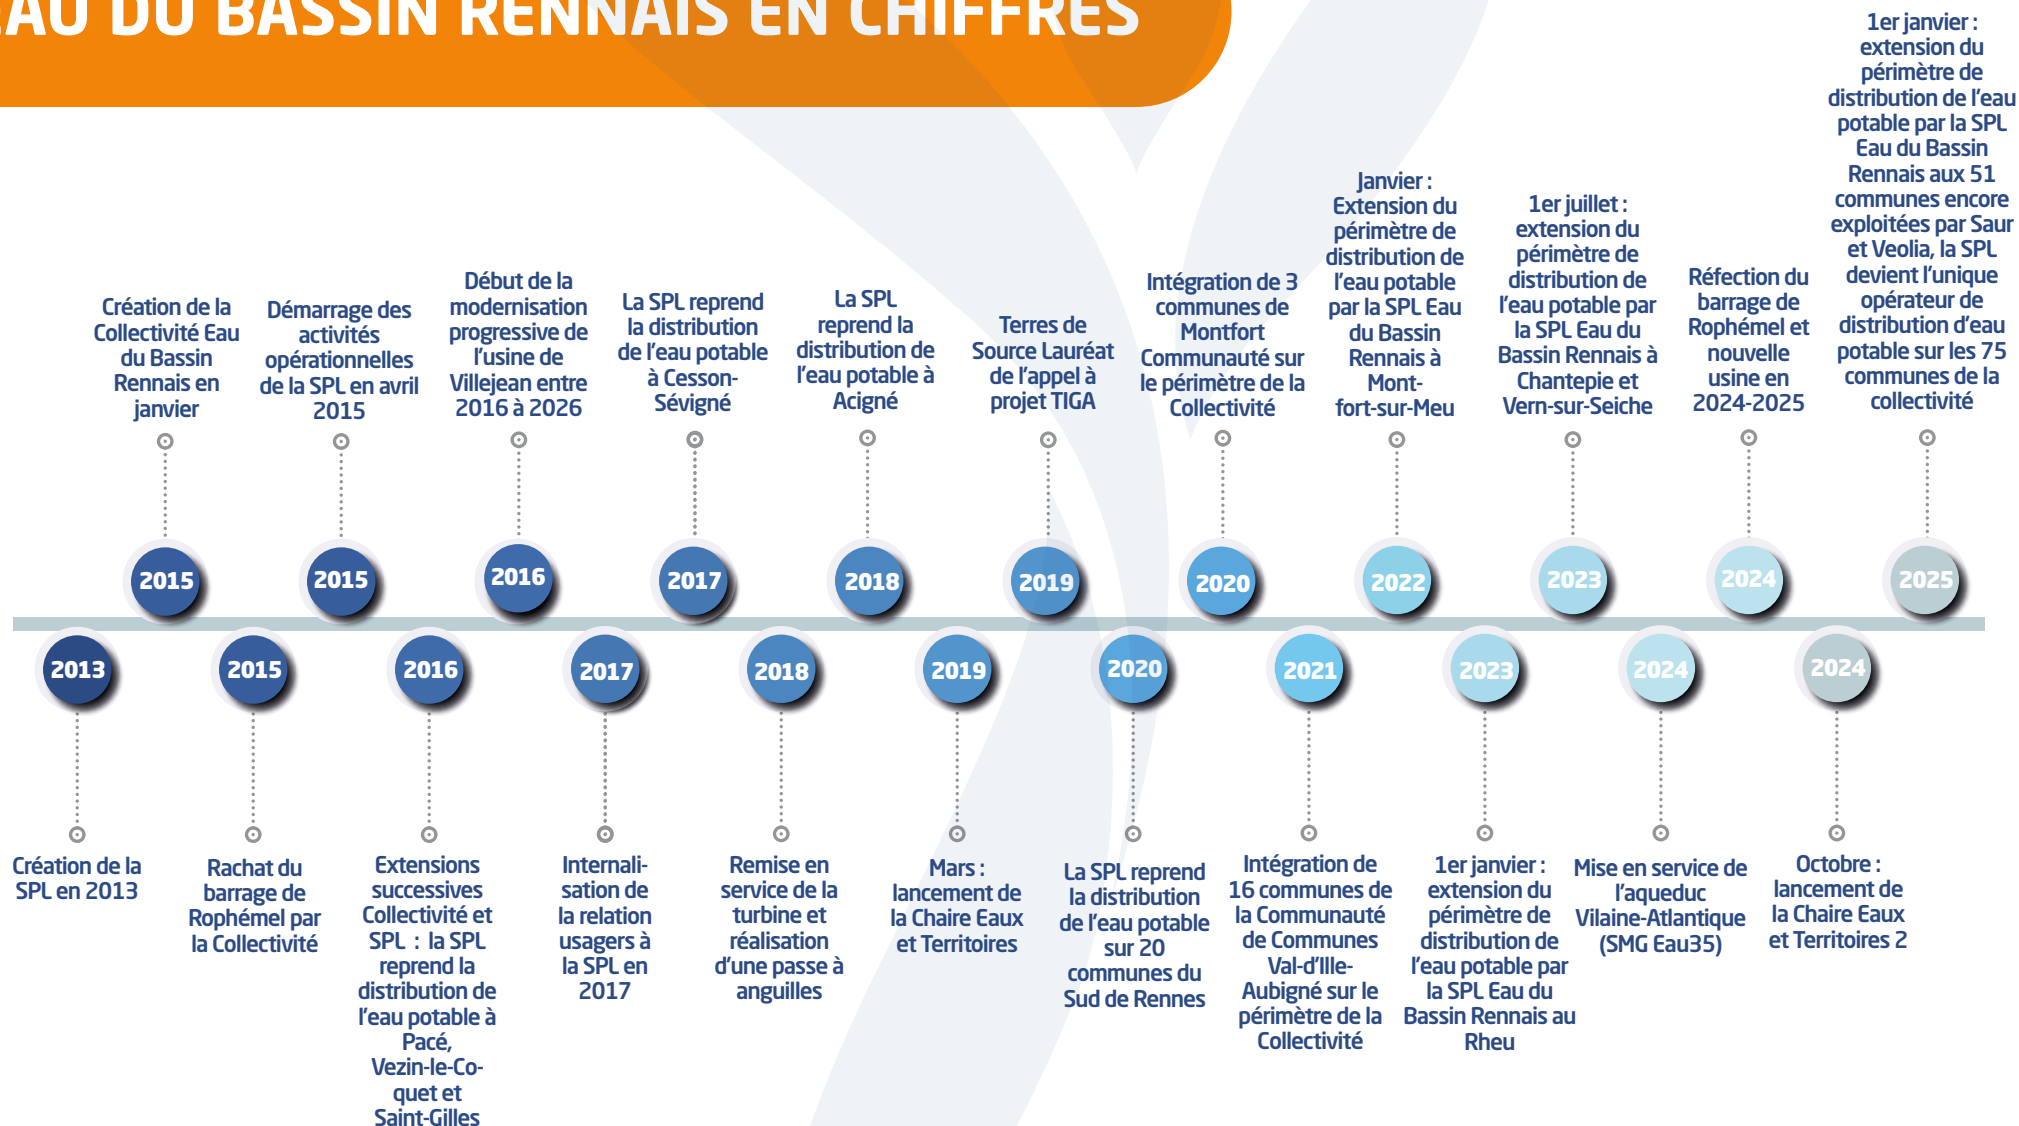 EAU DU BASSIN RENNAIS EN CHIFFRES
Création de la
Collectivité Eau
du Bassin
Rennais en
janvier
Démarrage des
activités
opérationnelles
de la SPL en avril
2015
Début de la
modernisation
progressive de
l'usine de
Villejean entre
2016 à 2026
La SPL reprend
la distribution
de l'eau potable
à Cesson-
Sévigné
La SPL
reprend la
distribution de
l'eau potable à
Acigné
Terres de
Source Lauréat
de l'appel à
projet TIGA
Intégration de 3
communes de
Montfort
Communauté sur
le périmètre de la
Collectivité
Janvier :
Extension du
périmètre de
distribution de
l'eau potable
par la SPL Eau
du Bassin
Rennais à
Mont-
fort-sur-Meu
1er juillet :
extension du
périmètre de
distribution de
l'eau potable par
la SPL Eau du
Bassin Rennais à
Chantepie et
Vern-sur-Seiche
Réfection du
barrage de
Rophémel et
nouvelle
usine en
2024-2025
1er janvier :
extension du
périmètre de
distribution de l'eau
potable par la SPL
Eau du Bassin
Rennais aux 51
communes encore
exploitées par Saur
et Veolia, la SPL
devient l'unique
opérateur de
distribution d'eau
potable sur les 75
communes de la
collectivité
2015
2015
2016
2017
2018
2019
2020
2022
2023
2024
2025
2013
2015
2016
2017
2018
2019
2020
2021
2023
2024
2024
Création de la
SPL en 2013
Rachat du
barrage de
Rophémel par
la Collectivité
Extensions
successives
Collectivité et
SPL : la SPL
reprend la
distribution de
l'eau potable à
Pacé,
Vezin-le-Co-
quet et
Saint-Gilles
Internali-
sation de
la relation
usagers à
la SPL en
2017
Remise en
service de la
turbine et
réalisation
d'une passe à
anguilles
Mars :
lancement de
la Chaire Eaux
et Territoires
La SPL reprend
la distribution
de l'eau potable
sur 20
communes du
Sud de Rennes
Intégration de
16 communes de
la Communauté
de Communes
Val-d'Ille-
Aubigné sur le
périmètre de la
Collectivité
1er janvier :
extension du
périmètre de
distribution de
l'eau potable par
la SPL Eau du
Bassin Rennais au
Rheu
Mise en service de
l'aqueduc
Vilaine-Atlantique
(SMG Eau35)
Octobre :
lancement de
la Chaire Eaux
et Territoires 2